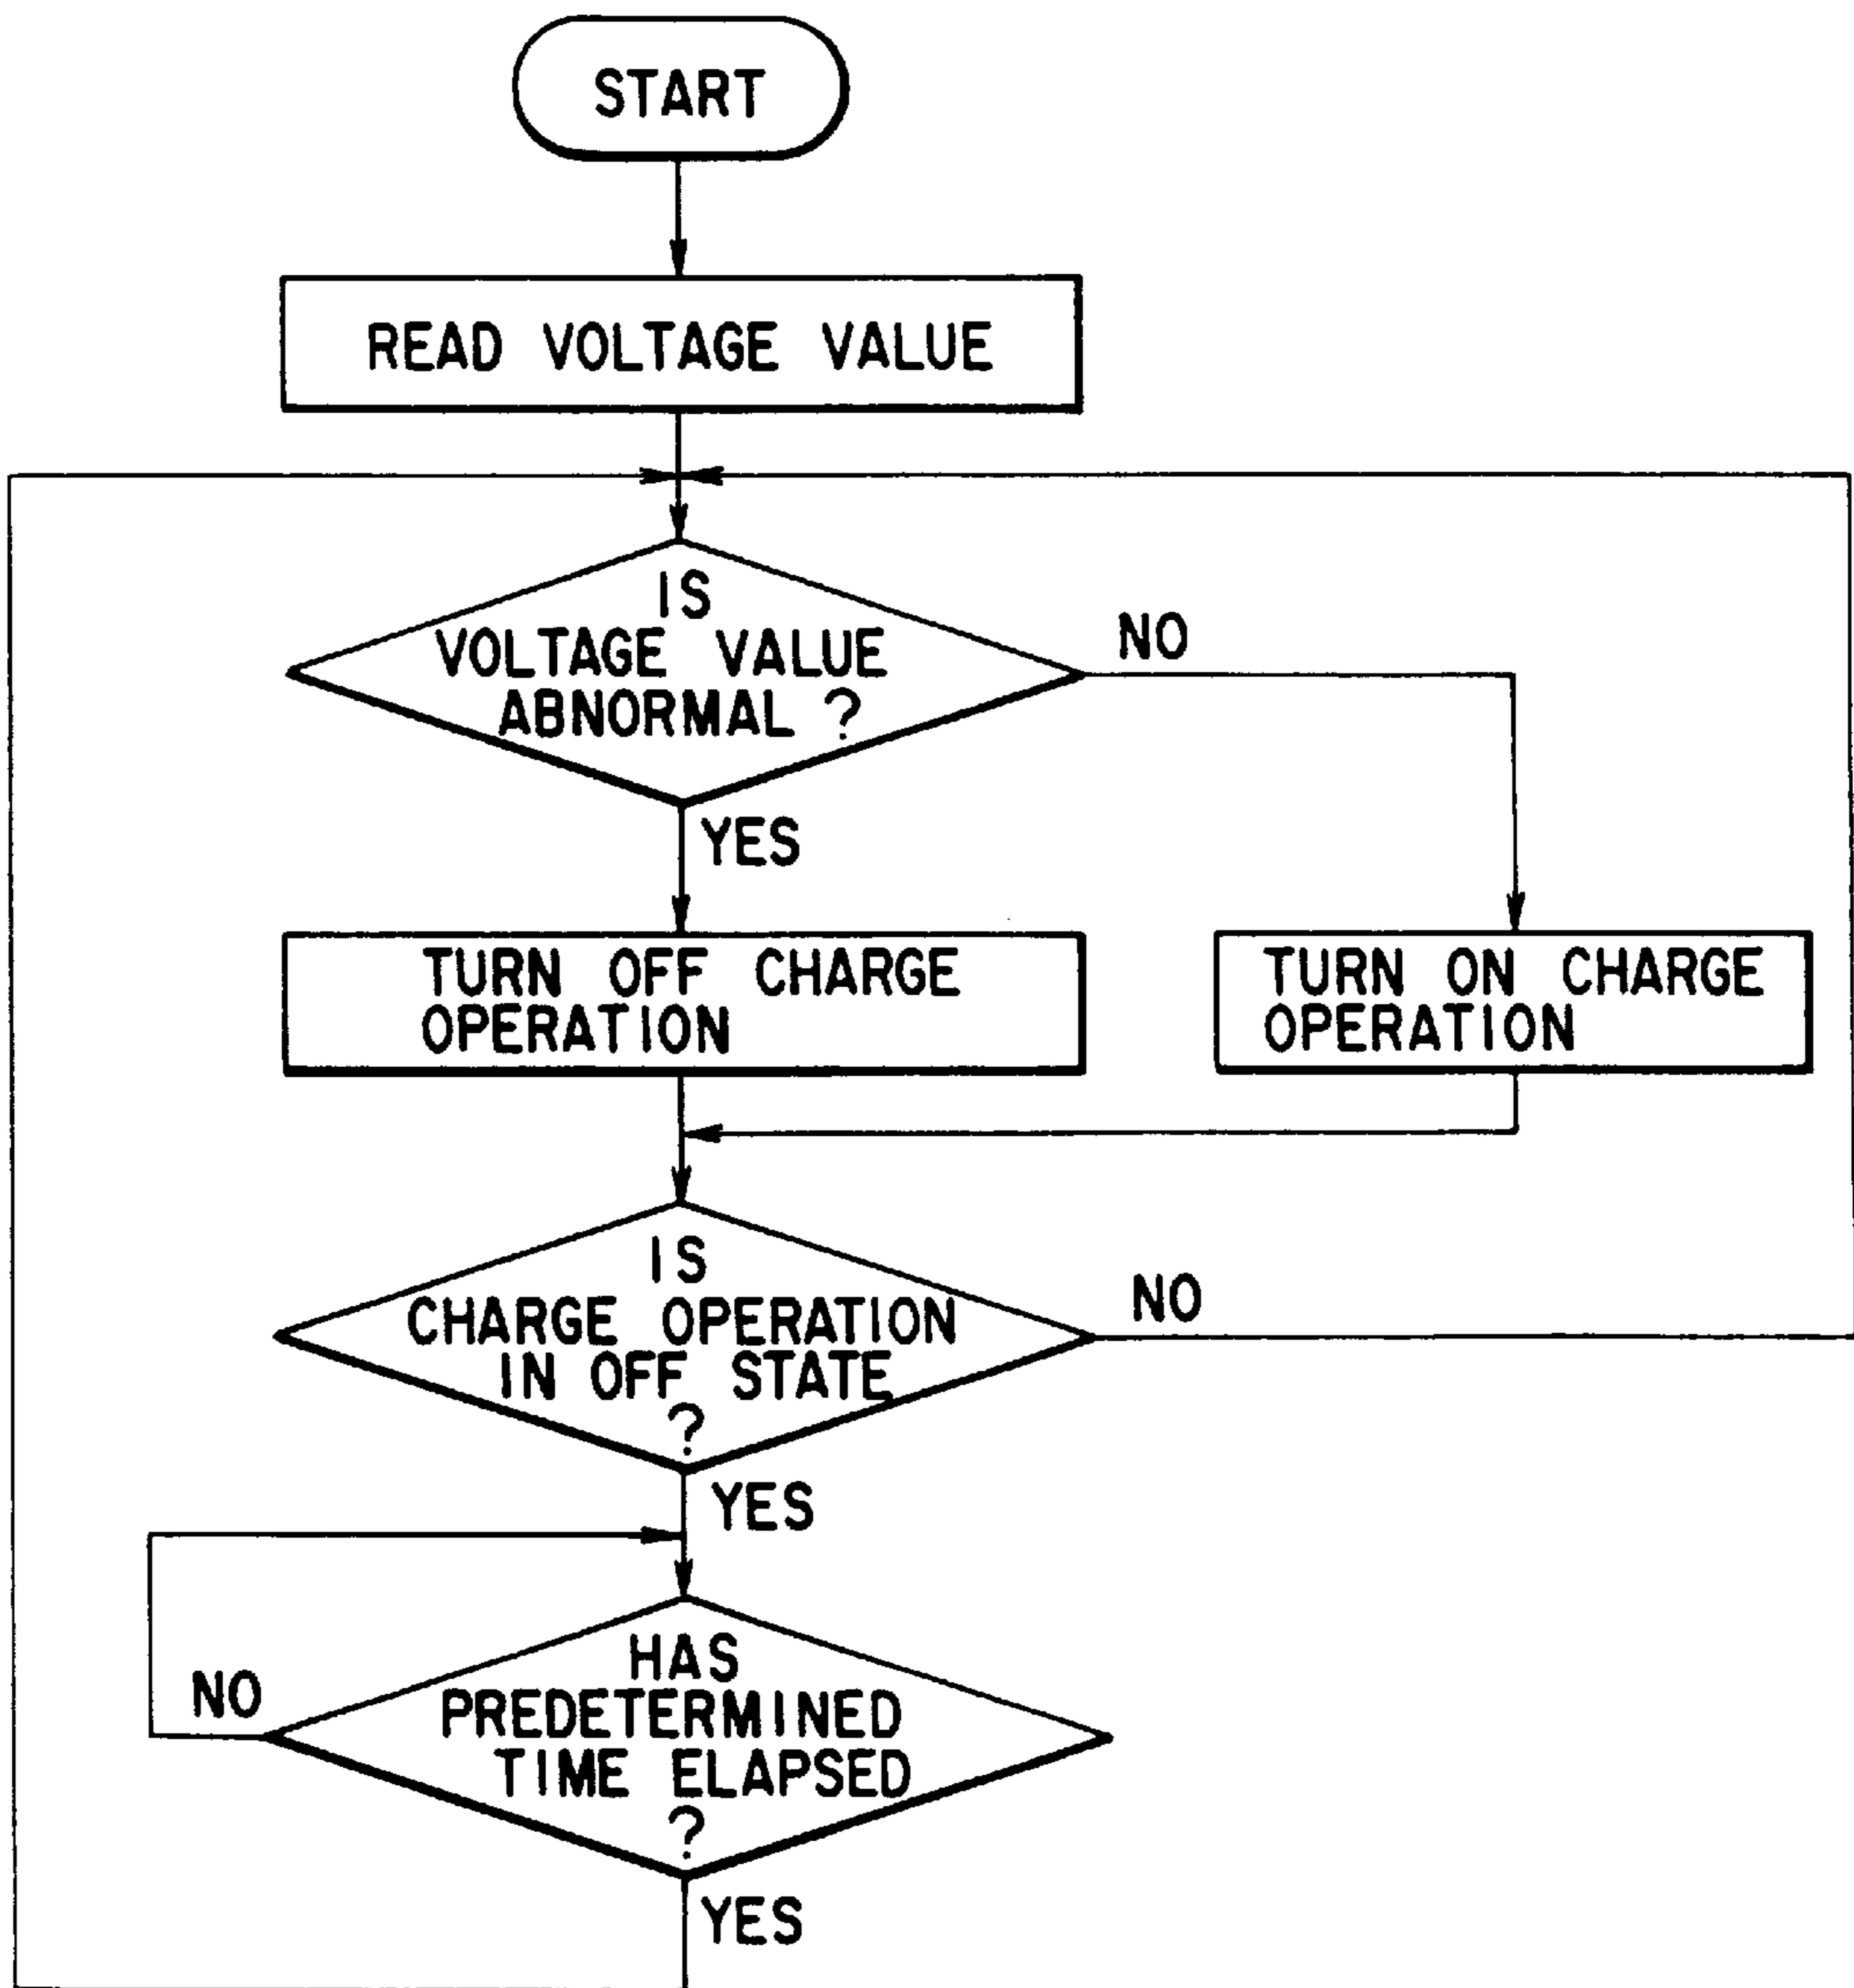 START
READ VOLTAGE VALUE
IS
VOLTAGE VALUE
ABNORMAL ?
NO
YES
TURN OFF CHARGE
OPERATION
TURN ON CHARGE
OPERATION
IS
CHARGE OPERATION
IN OFF STATE
?
NO
YES
HAS
PREDETERMINED
TIME ELAPSED
?
NO
YES